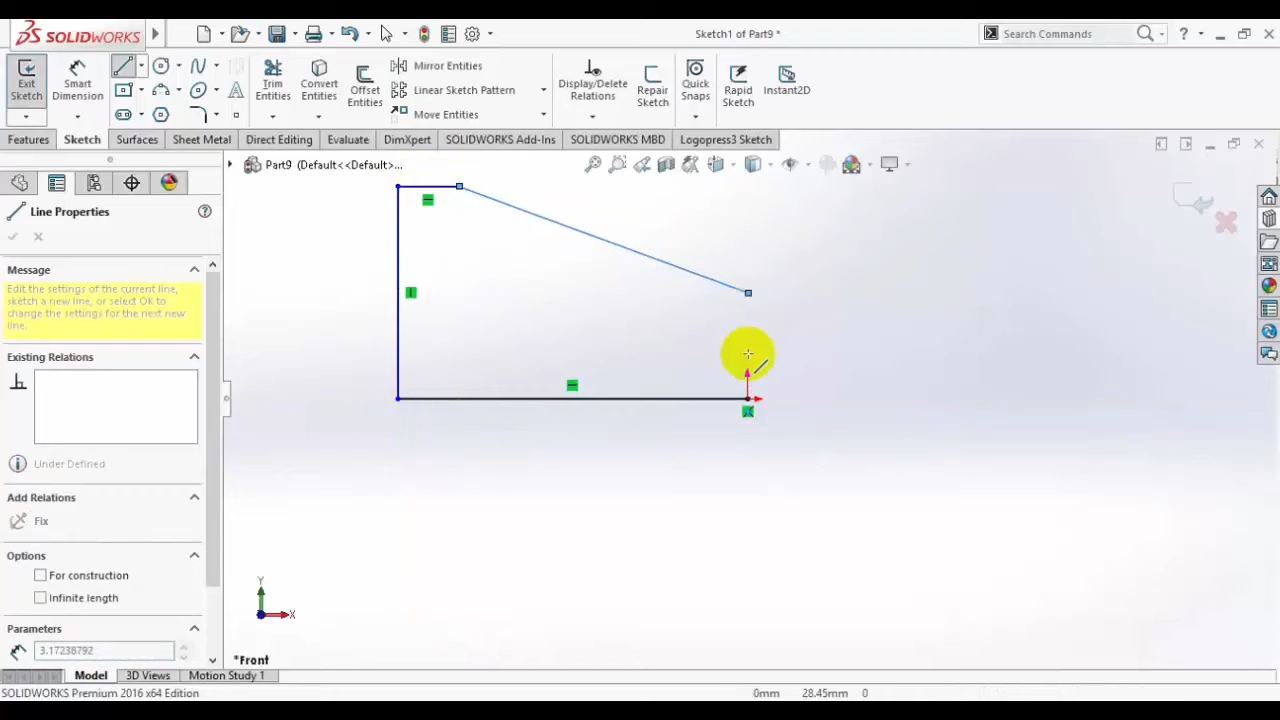 SOLIDWORKS
Sketch1 of Part9 *
Search Commands
?
Exit Sketch
Smart Dimension
Trim Entities
Convert Entities
Offset Entities
Mirror Entities
Linear Sketch Pattern
Move Entities
Display/Delete Relations
Repair Sketch
Quick Snaps
Rapid Sketch
Instant2D
Features
Sketch
Surfaces
Sheet Metal
Direct Editing
Evaluate
DimXpert
SOLIDWORKS Add-Ins
SOLIDWORKS MBD
Logopress3 Sketch
Part9 (Default<<Default>...
Line Properties
?
Message
Edit the settings of the current line,
sketch a new line, or select OK to
change the settings for the next new
line.
Existing Relations
Under Defined
Add Relations
Fix
Options
For construction
Infinite length
Parameters
3.17238792
Y
X
*Front
Model
3D Views
Motion Study 1
SOLIDWORKS Premium 2016 x64 Edition
0mm
28.45mm
0